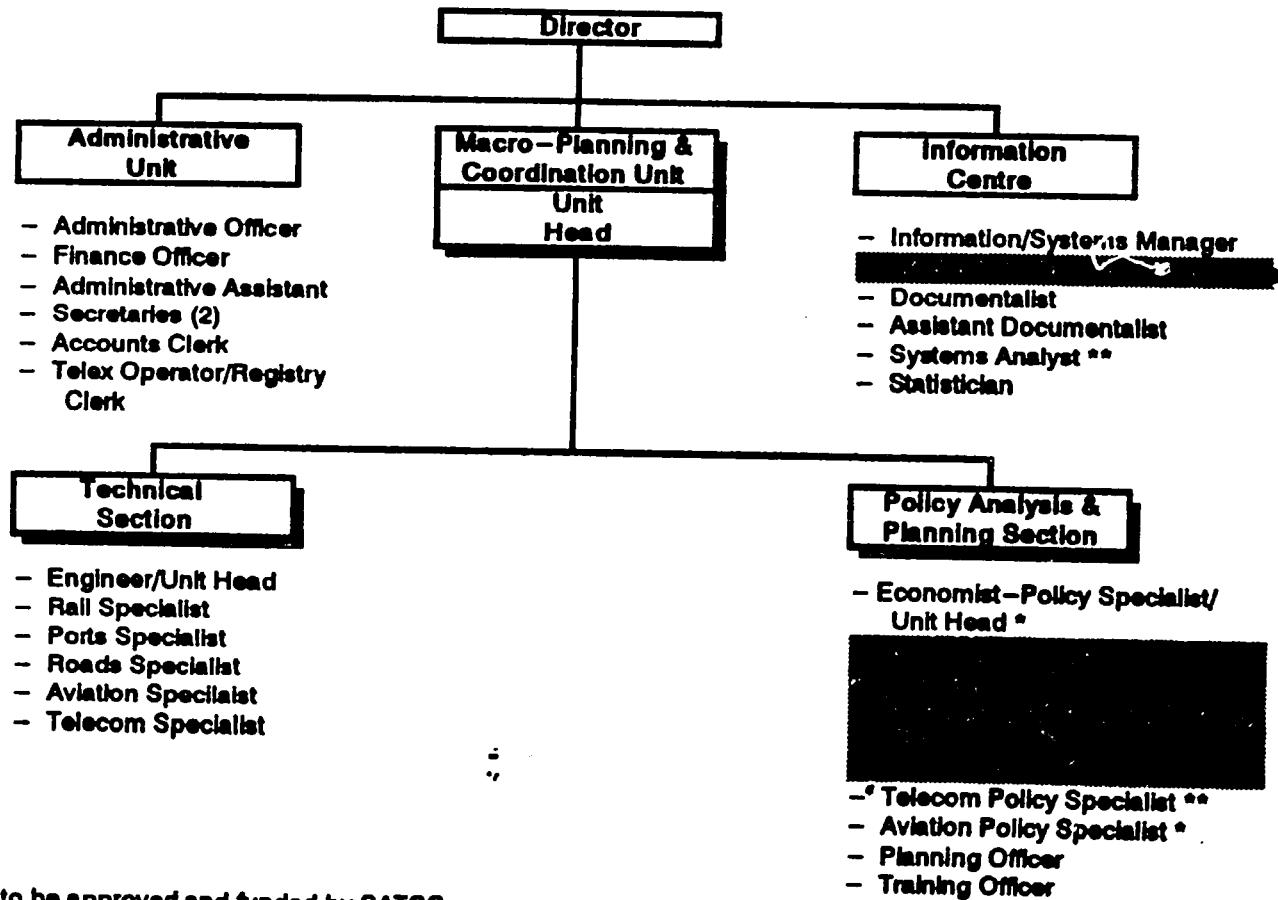 Director
Administrative
Unit
Macro-Planning &
Coordination Unit
Unit
Head
Information
Centre
- Administrative Officer
- Finance Officer
- Administrative Assistant
- Secretaries (2)
- Accounts Clerk
- Telex Operator/Registry
Clerk
- Information/Systems Manager
- Documentalist
- Assistant Documentalist
- Systems Analyst **
- Statistician
Technical
Section
- Engineer/Unit Head
- Rail Specialist
- Ports Specialist
- Roads Specialist
- Aviation Specilaist
- Telecom Specialist
Policy Analysis &
Planning Section
- Economist-Policy Specialist/
Unit Head *
- Telecom Policy Specialist **
- Aviation Policy Specialist *
- Planning Officer
- Training Officer
to be approved and funded by SATCC